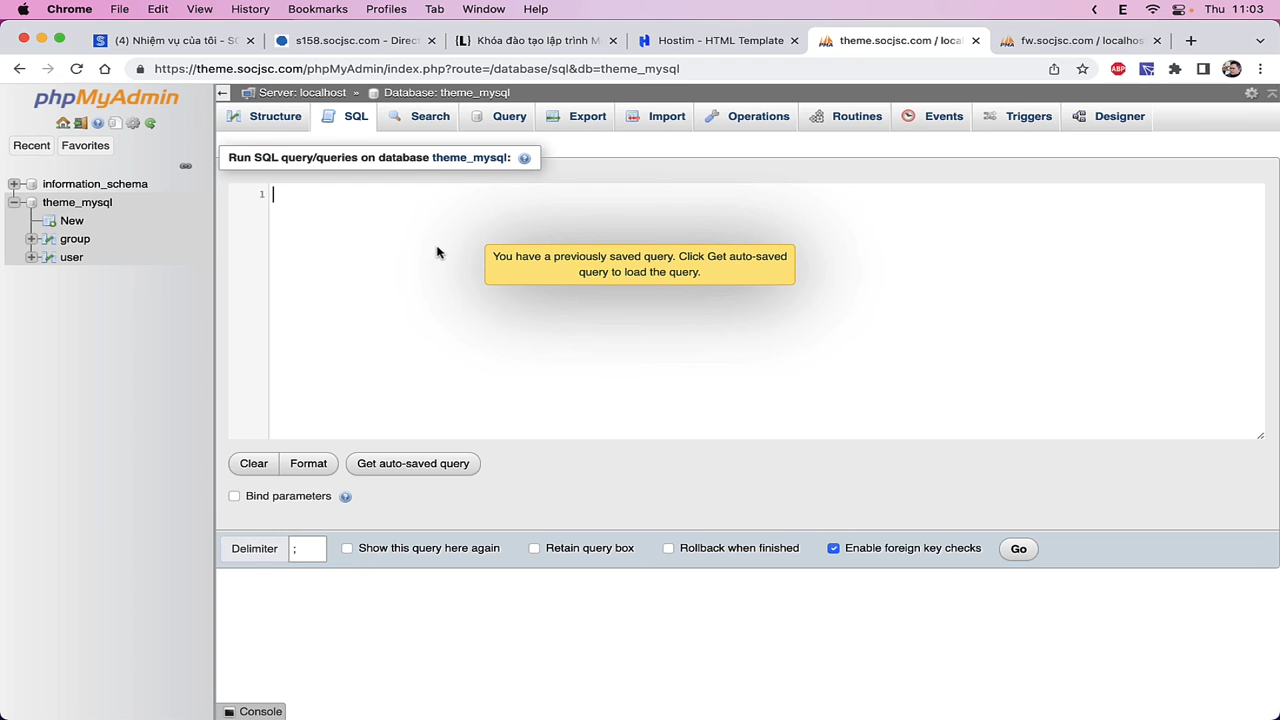 Chrome File Edit View History Bookmarks Profiles Tab Window Help E Thu 11:03
(4) Nhiệm vụ của tôi - SC s158.socjsc.com - Direct Khóa đào tạo lập trình M Hostim - HTML Template theme.socjsc.com / local fw.socjsc.com / localhos
https://theme.socjsc.com/phpMyAdmin/index.php?route=/database/sql&db=theme_mysql ABP
phpMyAdmin
Recent Favorites
information_schema
theme_mysql
New
group
user
Server: localhost » Database: theme_mysql
Structure SQL Search Query Export Import Operations Routines Events Triggers Designer
Run SQL query/queries on database theme_mysql:
1
You have a previously saved query. Click Get auto-saved
query to load the query.
Clear Format Get auto-saved query
Bind parameters
Delimiter ; Show this query here again Retain query box Rollback when finished Enable foreign key checks Go
Console